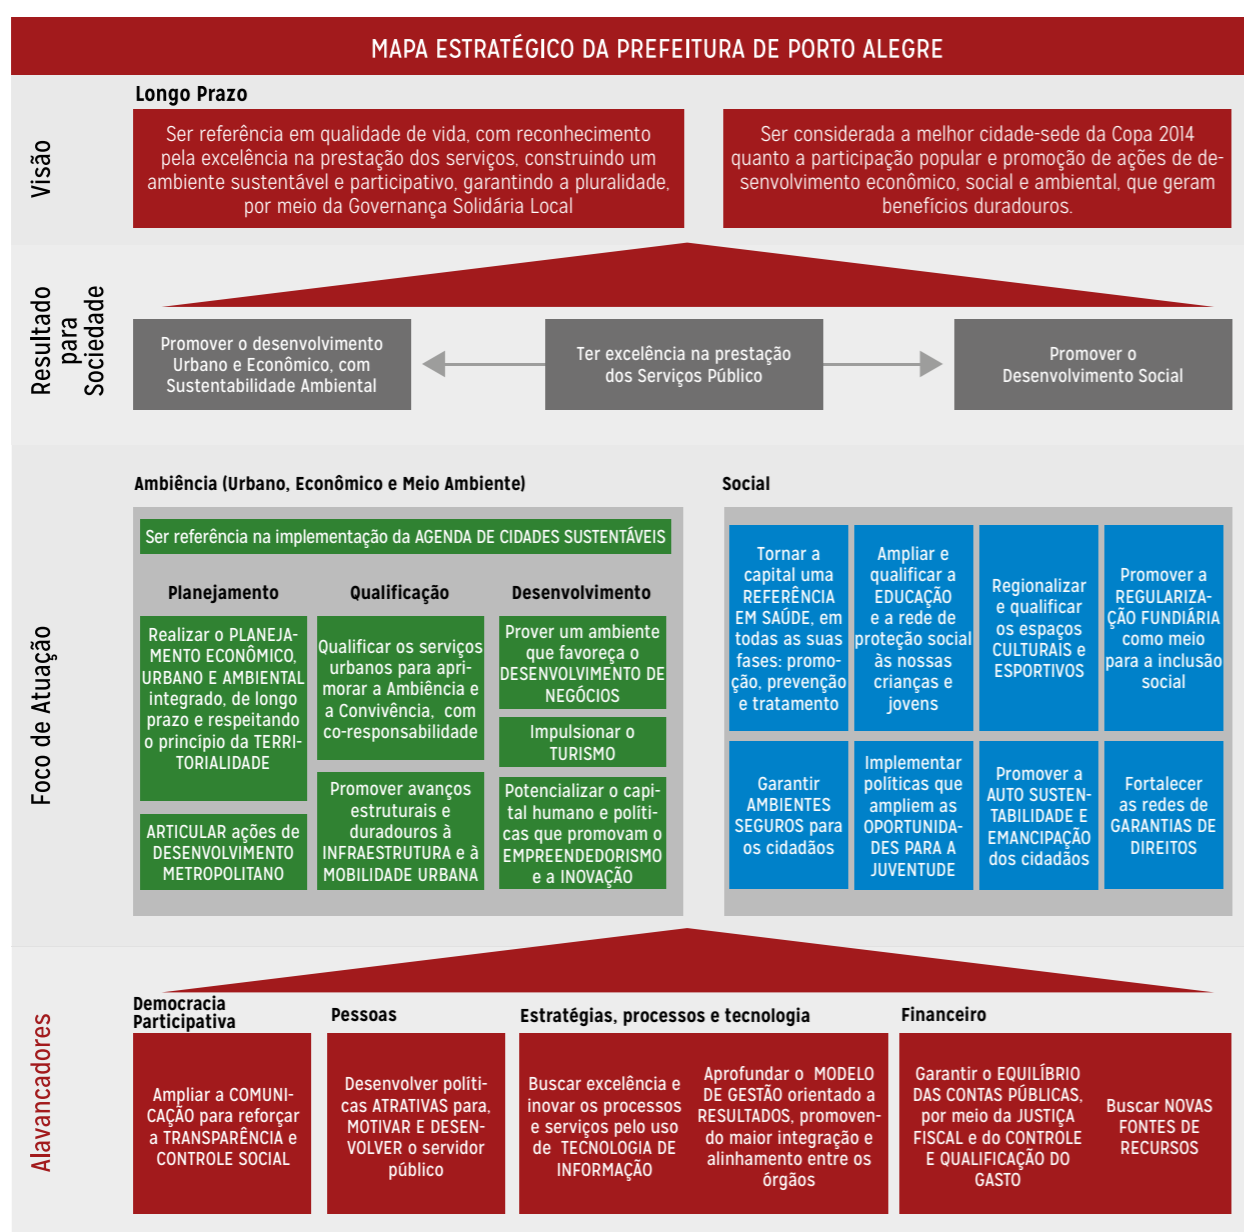 MAPA ESTRATÉGICO DA PREFEITURA DE PORTO ALEGRE
Visão
Longo Prazo
Ser referência em qualidade de vida, com reconhecimento
pela excelência na prestação dos serviços, construindo um
ambiente sustentável e participativo, garantindo a pluralidade,
por meio da Governança Solidária Local
Ser considerada a melhor cidade-sede da Copa 2014
quanto a participação popular e promoção de ações de de-
senvolvimento econômico, social e ambiental, que geram
benefícios duradouros.
Resultado
para
Sociedade
Promover o desenvolvimento
Urbano e Econômico, com
Sustentabilidade Ambiental
Ter excelência na prestação
dos Serviços Público
Promover o
Desenvolvimento Social
Foco de Atuação
Ambiência (Urbano, Econômico e Meio Ambiente)
Ser referência na implementação da AGENDA DE CIDADES SUSTENTÁVEIS
Planejamento
Realizar o PLANEJA-
MENTO ECONÔMICO,
URBANO E AMBIENTAL
integrado, de longo
prazo e respeitando
o princípio da TERRI-
TORIALIDADE
ARTICULAR ações de
DESENVOLVIMENTO
METROPOLITANO
Qualificação
Qualificar os serviços
urbanos para apri-
morar a Ambiência e
a Convivência, com
co-responsabilidade
Promover avanços
estruturais e
duradouros à
INFRAESTRUTURA e à
MOBILIDADE URBANA
Desenvolvimento
Prover um ambiente
que favoreça o
DESENVOLVIMENTO DE
NEGÓCIOS
Impulsionar o
TURISMO
Potencializar o capi-
tal humano e políti-
cas que promovam o
EMPREENDEDORISMO
e a INOVAÇÃO
Social
Tornar a
capital uma
REFERÊNCIA
EM SAÚDE, em
todas as suas
fases: promo-
ção, prevenção
e tratamento
Ampliar e
qualificar a
EDUCAÇÃO
e a rede de
proteção social
às nossas
crianças e
jovens
Regionalizar
e qualificar
os espaços
CULTURAIS e
ESPORTIVOS
Promover a
REGULARIZA-
ÇÃO FUNDIÁRIA
como meio
para a inclusão
social
Garantir
AMBIENTES
SEGUROS para
os cidadãos
Implementar
políticas que
ampliem as
OPORTUNIDA-
DES PARA A
JUVENTUDE
Promover a
AUTO SUSTEN-
TABILIDADE E
EMANCIPAÇÃO
dos cidadãos
Fortalecer
as redes de
GARANTIAS DE
DIREITOS
Alavancadores
Democracia
Participativa
Ampliar a COMUNI-
CAÇÃO para reforçar
a TRANSPARÊNCIA e
CONTROLE SOCIAL
Pessoas
Desenvolver políti-
cas ATRATIVAS para,
MOTIVAR E DESEN-
VOLVER o servidor
público
Estratégias, processos e tecnologia
Buscar excelência e
inovar os processos
e serviços pelo uso
de TECNOLOGIA DE
INFORMAÇÃO
Aprofundar o MODELO
DE GESTÃO orientado a
RESULTADOS, promoven-
do maior integração e
alinhamento entre os
órgãos
Financeiro
Garantir o EQUILÍBRIO
DAS CONTAS PÚBLICAS,
por meio da JUSTIÇA
FISCAL e do CONTROLE
E QUALIFICAÇÃO DO
GASTO
Buscar NOVAS
FONTES DE
RECURSOS